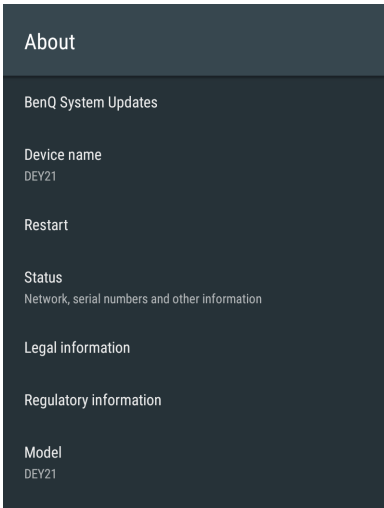 About
BenQ System Updates
Device name
DEY21
Restart
Status
Network, serial numbers and other information
Legal information
Regulatory information
Model
DEY21